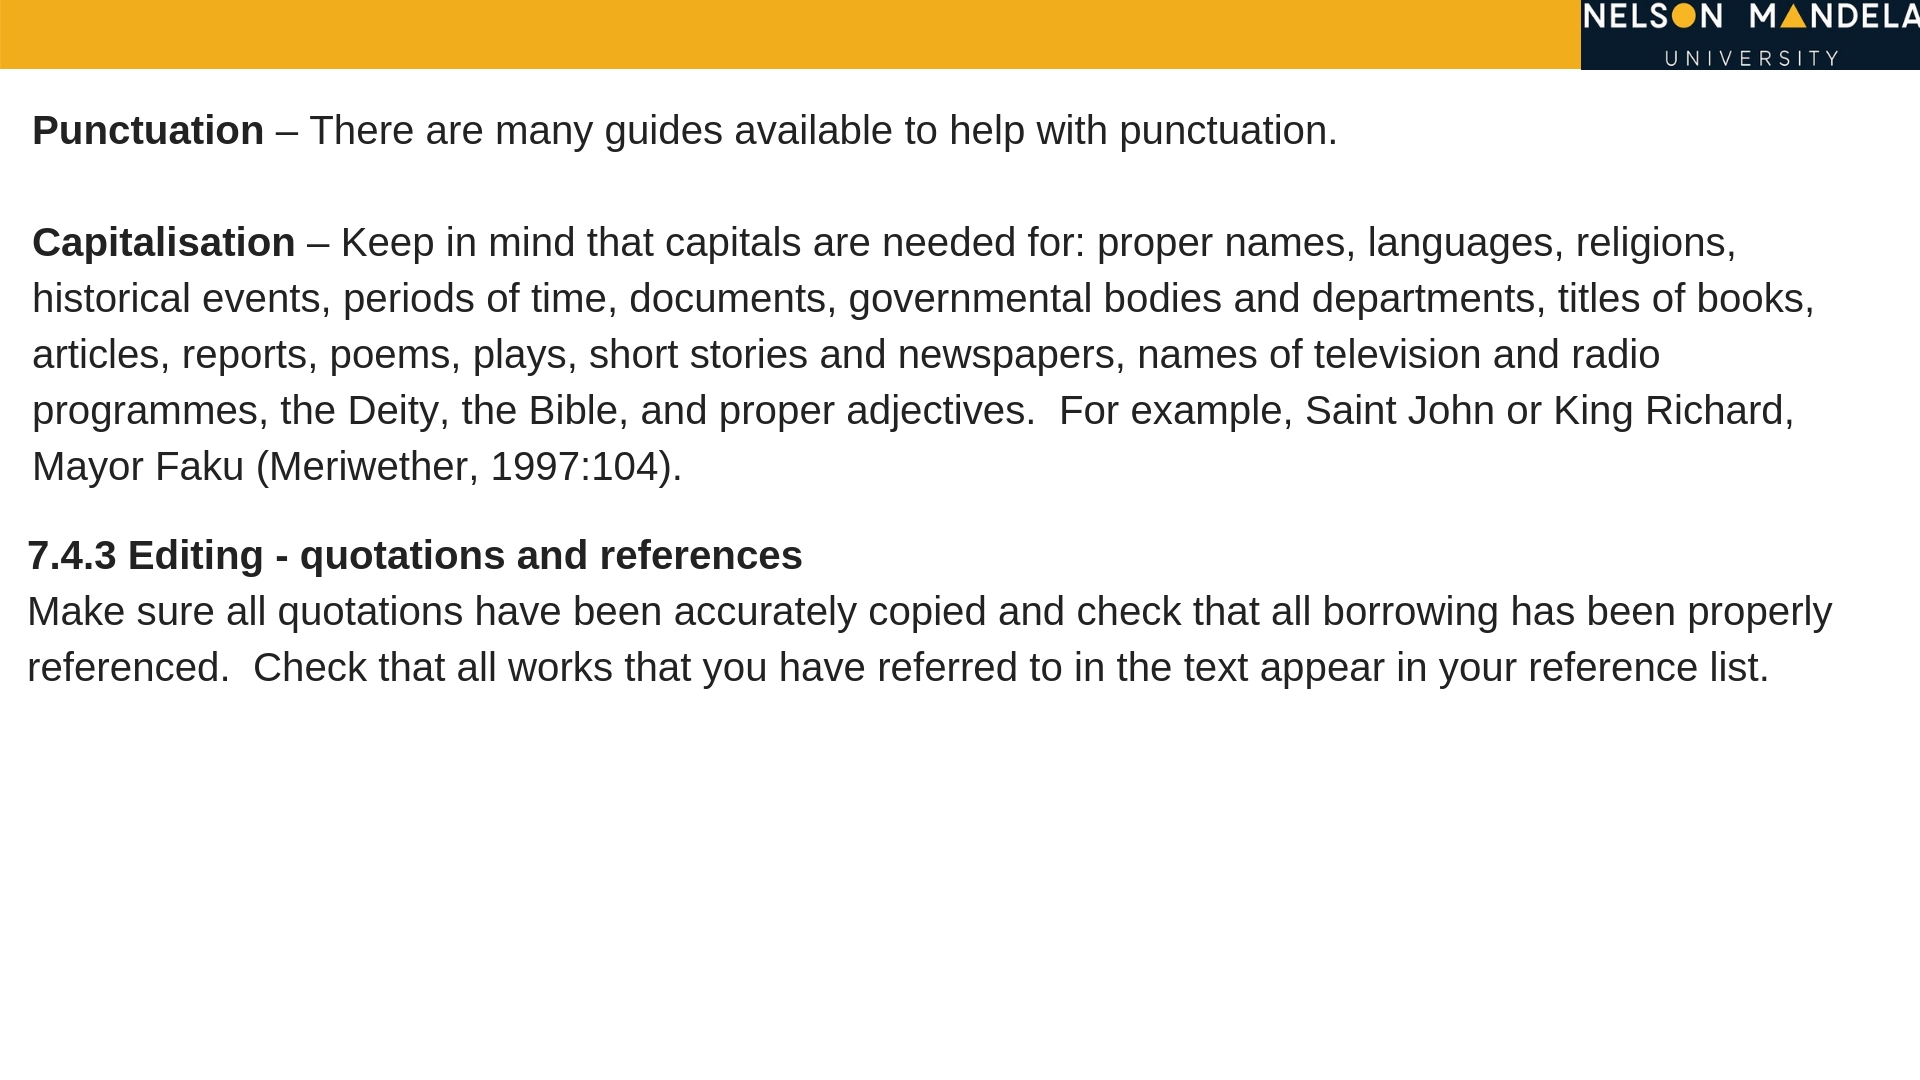 NELSON MANDELA
UNIVERSITY
Punctuation – There are many guides available to help with punctuation.
Capitalisation – Keep in mind that capitals are needed for: proper names, languages, religions,
historical events, periods of time, documents, governmental bodies and departments, titles of books,
articles, reports, poems, plays, short stories and newspapers, names of television and radio
programmes, the Deity, the Bible, and proper adjectives.  For example, Saint John or King Richard,
Mayor Faku (Meriwether, 1997:104).
7.4.3 Editing - quotations and references
Make sure all quotations have been accurately copied and check that all borrowing has been properly
referenced.  Check that all works that you have referred to in the text appear in your reference list.